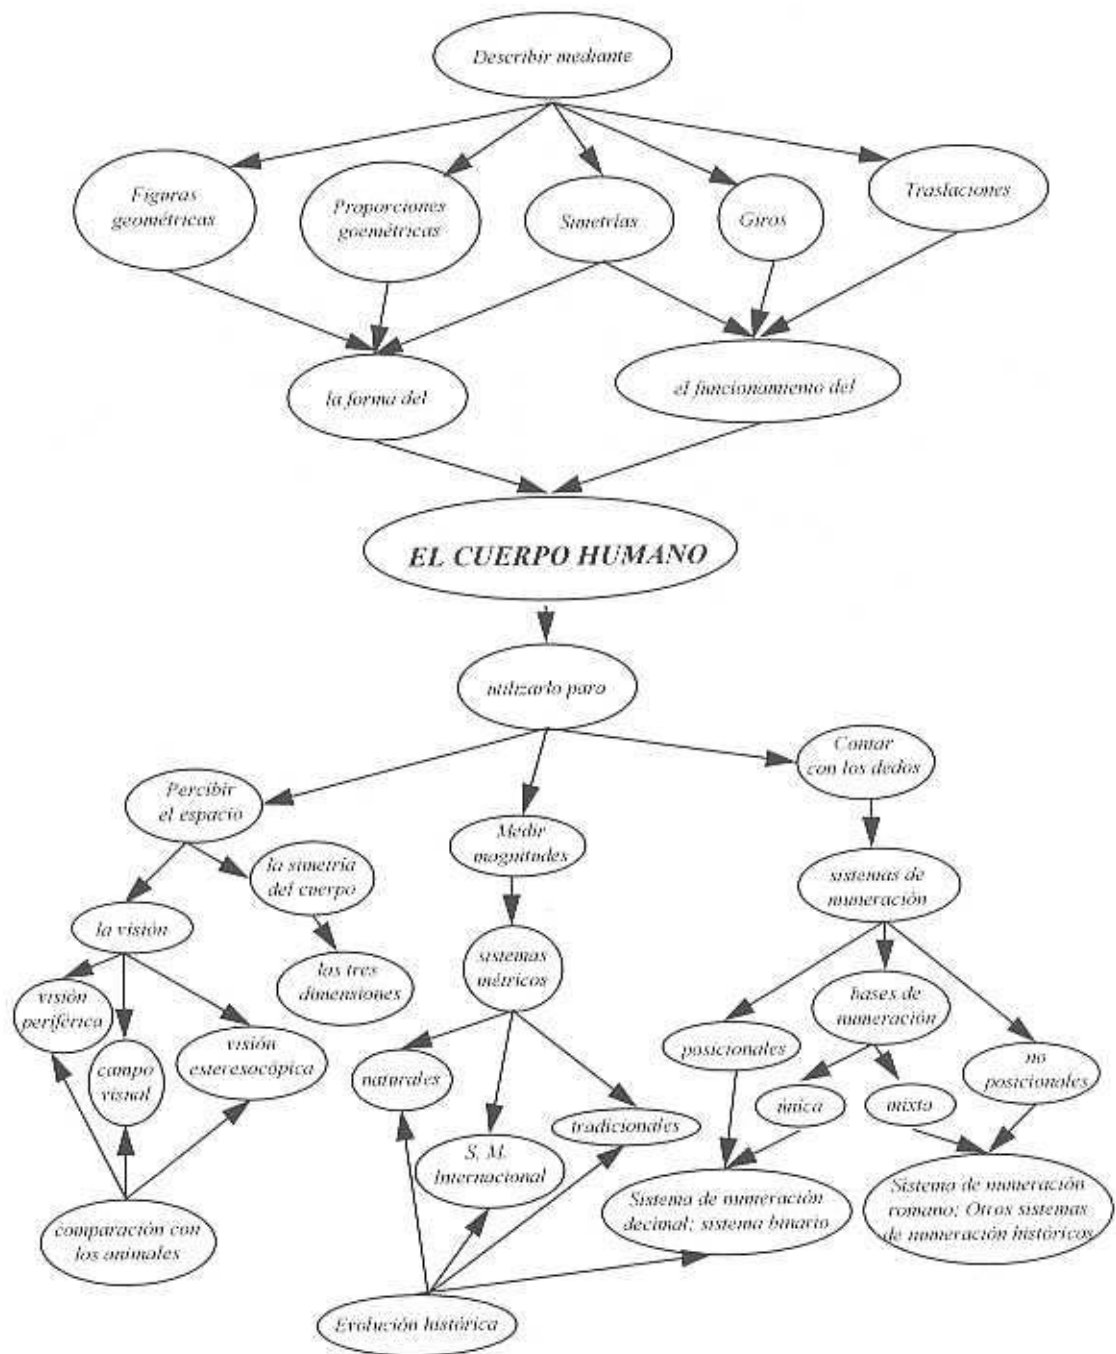 Describir mediante
Figuras
geométricas
Proporciones
goemétricas
Simetrías
Giros
Traslaciones
la forma del
el funcionamiento del
EL CUERPO HUMANO
utilizarlo para
Percibir
el espacio
Medir
magnitudes
Contar
con los dedos
la simetría
del cuerpo
sistemas de
numeración
la visión
las tres
dimensiones
sistemas
métricos
bases de
numeración
visión
periférica
campo
visual
visión
esteresocópica
naturales
tradicionales
S. M.
Internacional
posicionales
única
mixta
no
posicionales
comparación con
los animales
Sistema de numeración
decimal; sistema binario
Sistema de numeración
romano; Otros sistemas
de numeración históricos
Evolución histórica